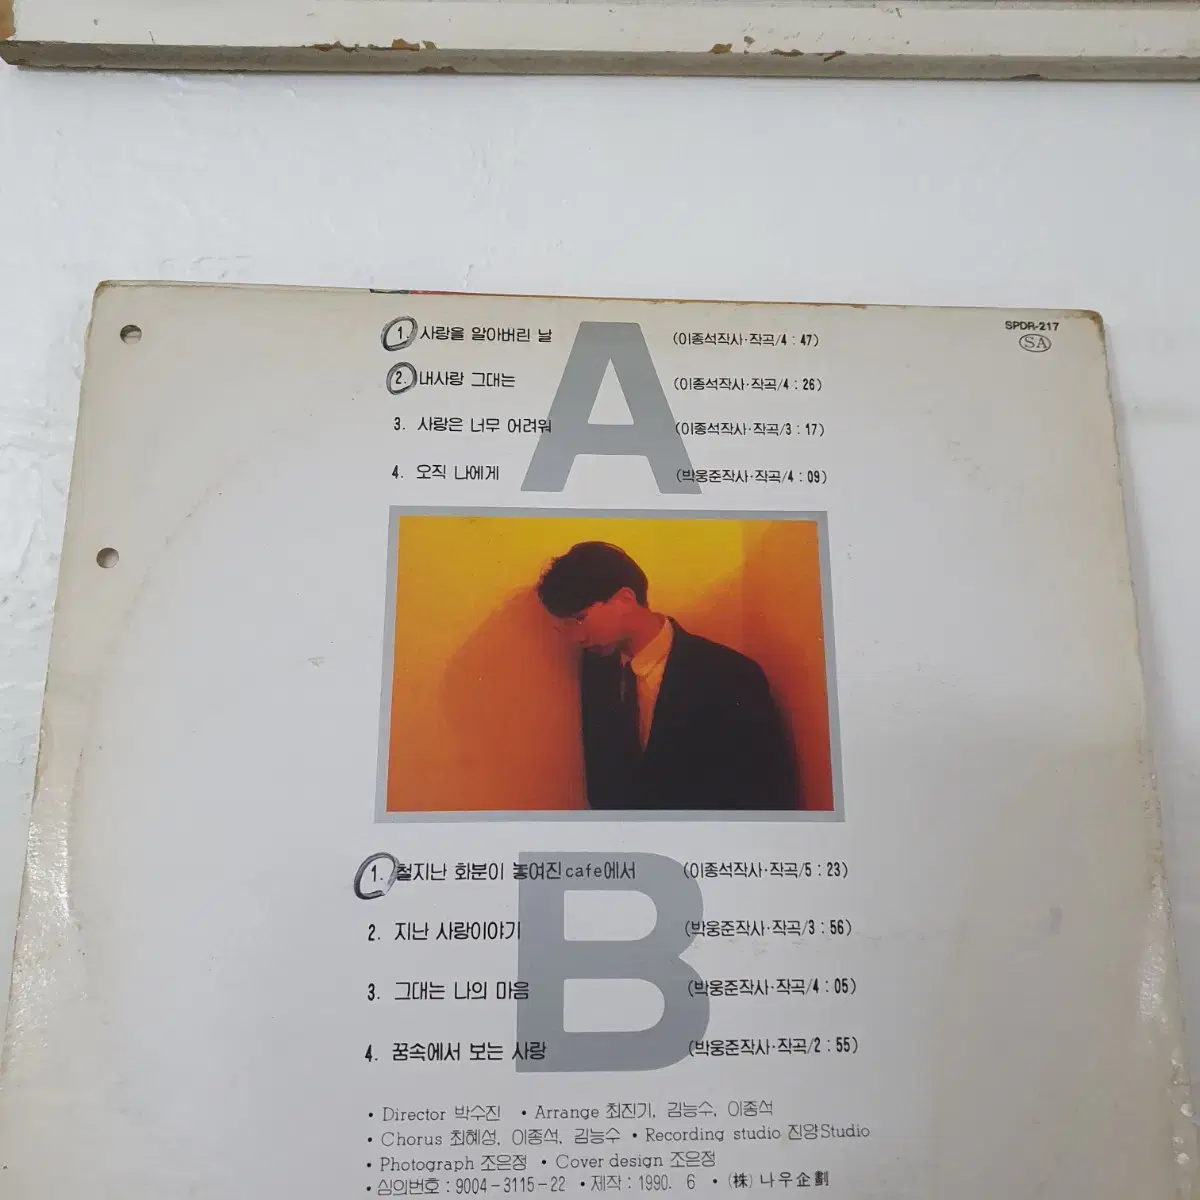 SPDR-217
SA
A
1. 사랑을 알아버린 날 (이종석작사·작곡/4 : 47)
2. 내사랑 그대는 (이종석작사·작곡/4 : 26)
3. 사랑은 너무 어려워 (이종석작사·작곡/3 : 17)
4. 오직 나에게 (박웅준작사·작곡/4 : 09)
B
1. 철지난 화분이 놓여진 cafe에서 (이종석작사·작곡/5 : 23)
2. 지난 사랑이야기 (박웅준작사·작곡/3 : 56)
3. 그대는 나의 마음 (박웅준작사·작곡/4 : 05)
4. 꿈속에서 보는 사랑 (박웅준작사·작곡/2 : 55)
• Director 박수진 • Arrange 최진기, 김능수, 이종석
• Chorus 최혜성, 이종석, 김능수 • Recording studio 진양Studio
• Photograph 조은정 • Cover design 조은정
• 심의번호 : 9004-3115-22 • 제작 : 1990. 6 • (株) 나우企劃